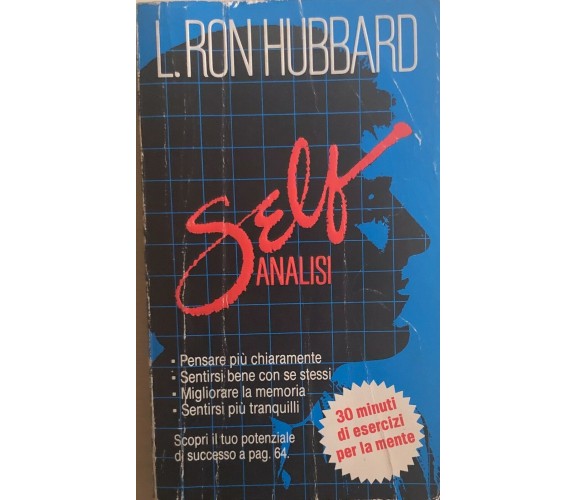 L. RON HUBBARD
Self
ANALISI
• Pensare più chiaramente
• Sentirsi bene con se stessi
• Migliorare la memoria
• Sentirsi più tranquilli
Scopri il tuo potenziale
di successo a pag. 64.
30 minuti
di esercizi
per la mente